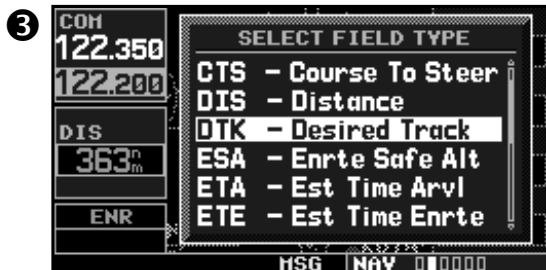 3
COM
122.350
122.200
DIS
363nm
ENR
SELECT FIELD TYPE
CTS – Course To Steer
DIS – Distance
DTK – Desired Track
ESA – Enrte Safe Alt
ETA – Est Time Arvl
ETE – Est Time Enrte
MSG NAV